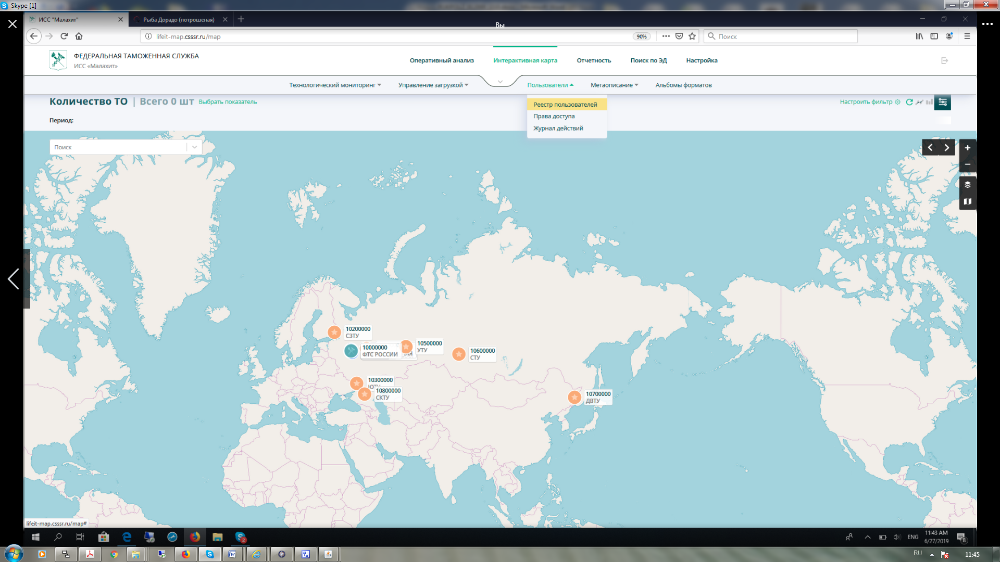 Skype [1]
ИСС "Малахит"
Рыба Дорадо (потрошеная)
Вы
lifeit-map.csssr.ru/map
90%
Поиск
ФЕДЕРАЛЬНАЯ ТАМОЖЕННАЯ СЛУЖБА
ИСС «Малахит»
Оперативный анализ
Интерактивная карта
Отчетность
Поиск по ЭД
Настройка
Технологический мониторинг
Управление загрузкой
Пользователи
Метаописание
Альбомы форматов
Реестр пользователей
Права доступа
Журнал действий
Количество ТО | Всего 0 шт
Выбрать показатель
Настроить фильтр
Период:
Поиск
10200000
СЗТУ
10000000
ФТС РОССИИ
10500000
УТУ
10600000
СТУ
10300000
10800000
СКТУ
10700000
ДВТУ
lifeit-map.csssr.ru/map#
2
ENG
11:43 AM
6/27/2019
8
RU
11:45